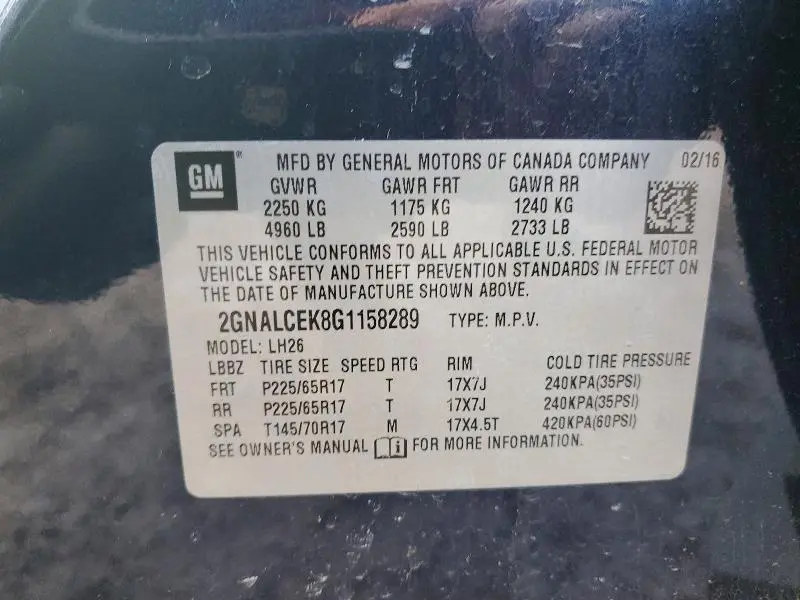 GM ® MFD BY GENERAL MOTORS OF CANADA COMPANY 02/16
GVWR GAWR FRT GAWR RR
2250 KG 1175 KG 1240 KG
4960 LB 2590 LB 2733 LB
THIS VEHICLE CONFORMS TO ALL APPLICABLE U.S. FEDERAL MOTOR
VEHICLE SAFETY AND THEFT PREVENTION STANDARDS IN EFFECT ON
THE DATE OF MANUFACTURE SHOWN ABOVE.
2GNALCEK8G1158289 TYPE: M.P.V.
MODEL: LH26
LBBZ TIRE SIZE SPEED RTG RIM COLD TIRE PRESSURE
FRT P225/65R17 T 17X7J 240KPA(35PSI)
RR P225/65R17 T 17X7J 240KPA(35PSI)
SPA T145/70R17 M 17X4.5T 420KPA(60PSI)
SEE OWNER'S MANUAL i FOR MORE INFORMATION.